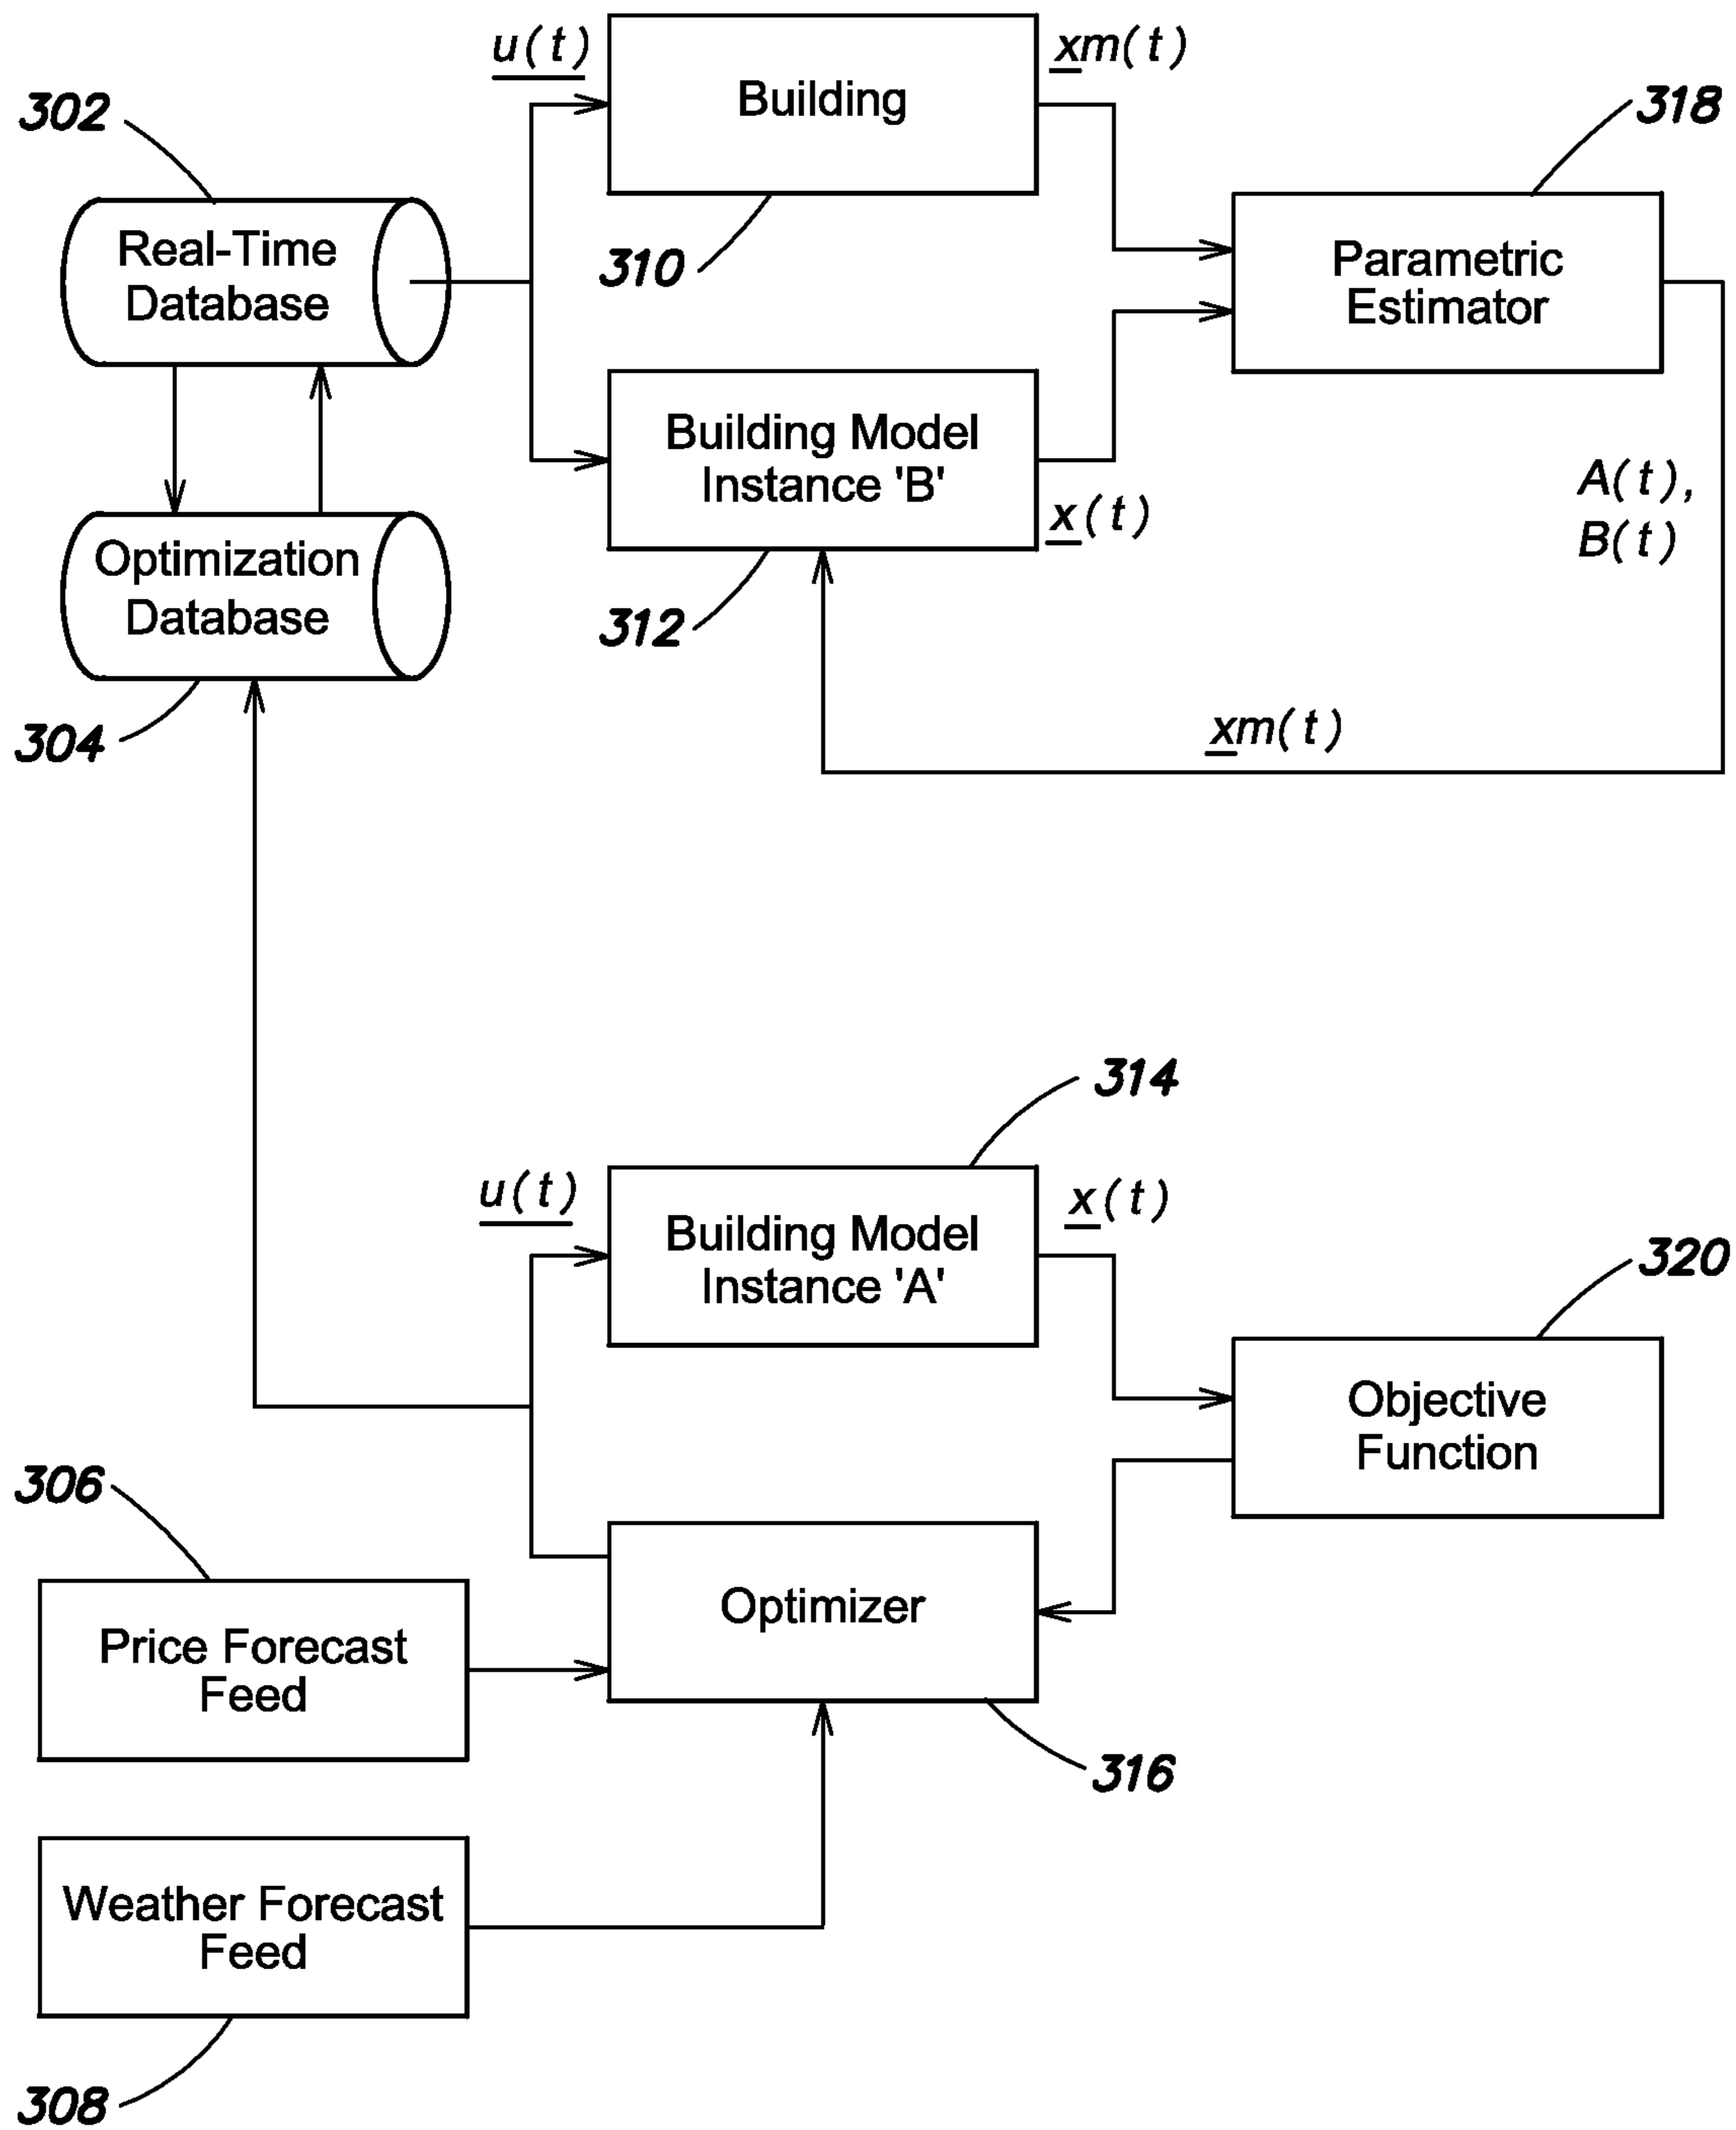 u(t)
Building
xm(t)
302
318
Real-Time
Database
310
Parametric
Estimator
Building Model
Instance 'B'
x(t)
A(t),
B(t)
Optimization
Database
312
304
xm(t)
314
u(t)
Building Model
Instance 'A'
x(t)
320
Objective
Function
306
Optimizer
Price Forecast
Feed
316
Weather Forecast
Feed
308